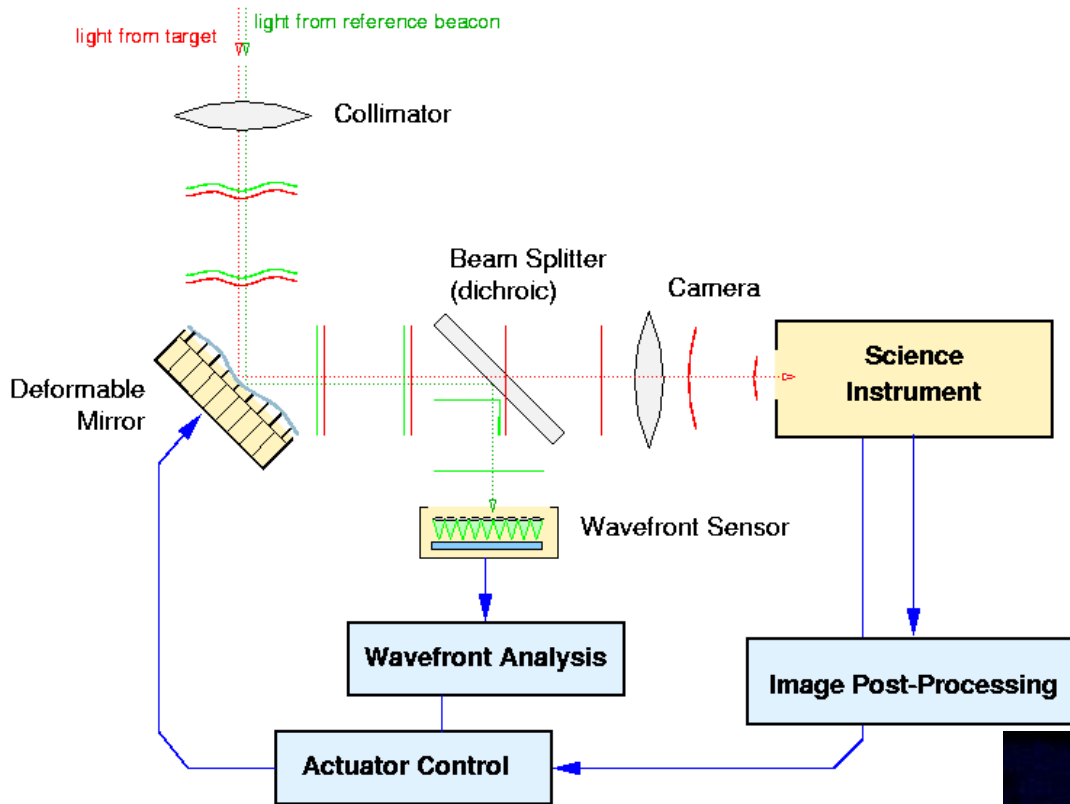 light from reference beacon
light from target
Collimator
Beam Splitter
(dichroic)
Camera
Science
Instrument
Deformable
Mirror
Wavefront Sensor
Wavefront Analysis
Image Post-Processing
Actuator Control